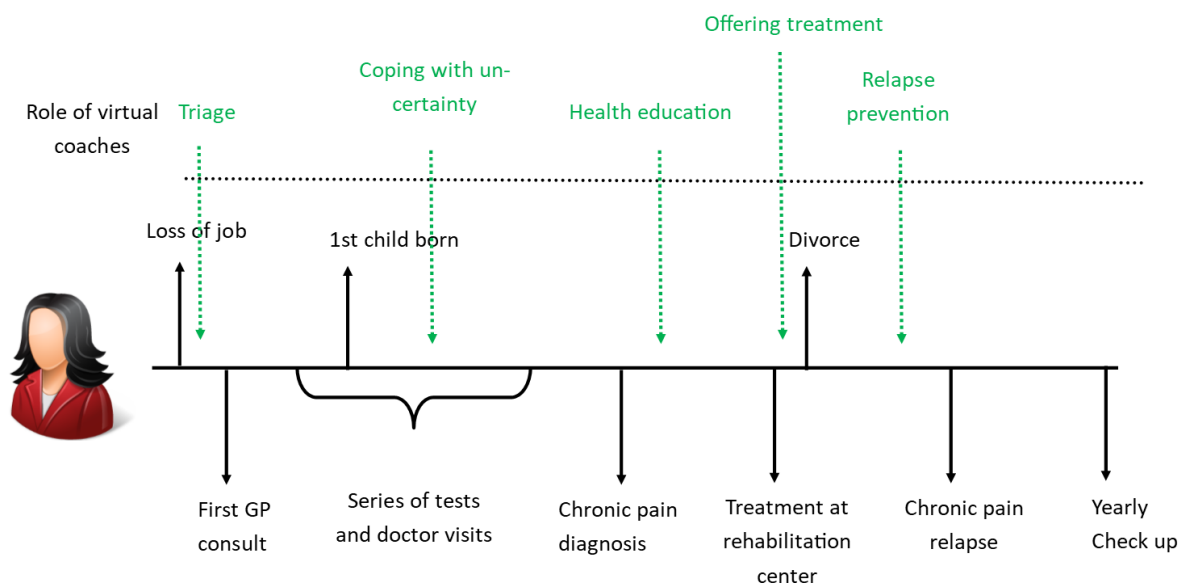 Offering treatment
Coping with un-
certainty
Relapse
prevention
Role of virtual
coaches
Triage
Health education
Loss of job
1st child born
Divorce
First GP
consult
Series of tests
and doctor visits
Chronic pain
diagnosis
Treatment at
rehabilitation
center
Chronic pain
relapse
Yearly
Check up